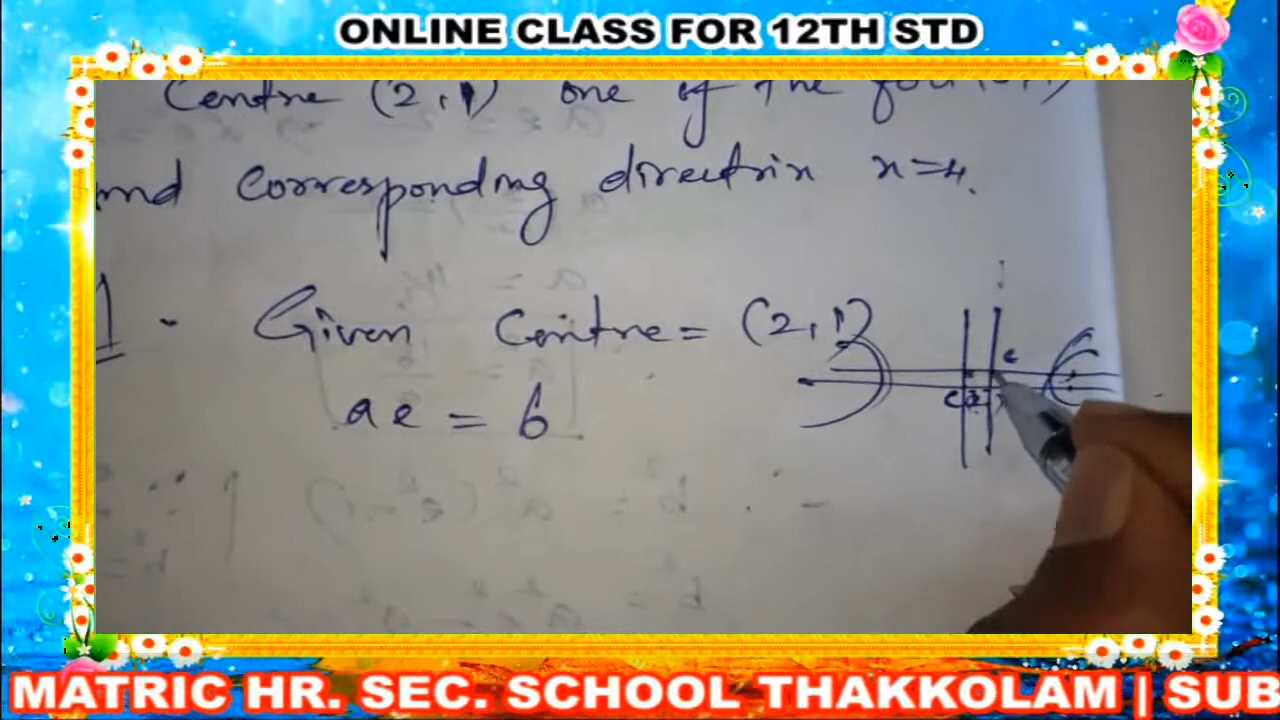 ONLINE CLASS FOR 12TH STD
Centre (2,1) one of the
and corresponding directrix x=4.
Given Centre = (2,1)
ae = 6
MATRIC HR. SEC. SCHOOL THAKKOLAM | SUB